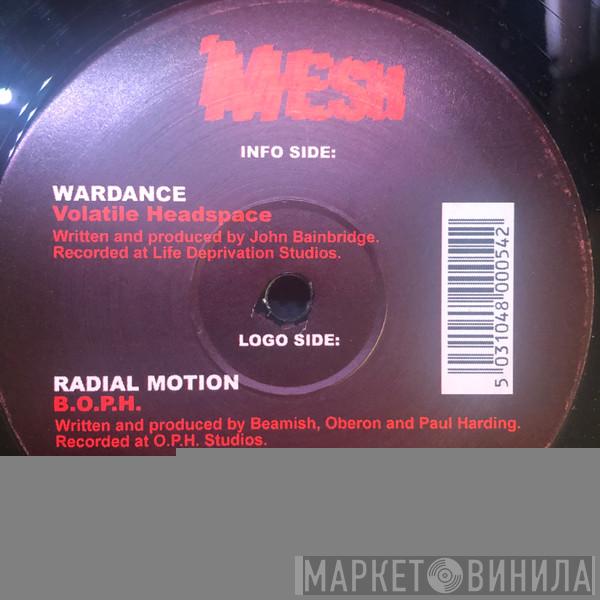 MESH
INFO SIDE:
WARDANCE
Volatile Headspace
Written and produced by John Bainbridge.
Recorded at Life Deprivation Studios.
5 031048 000542
LOGO SIDE:
RADIAL MOTION
B.O.P.H.
Written and produced by Beamish, Oberon and Paul Harding.
Recorded at O.P.H. Studios.
МАРКЕТ ВИНИЛА